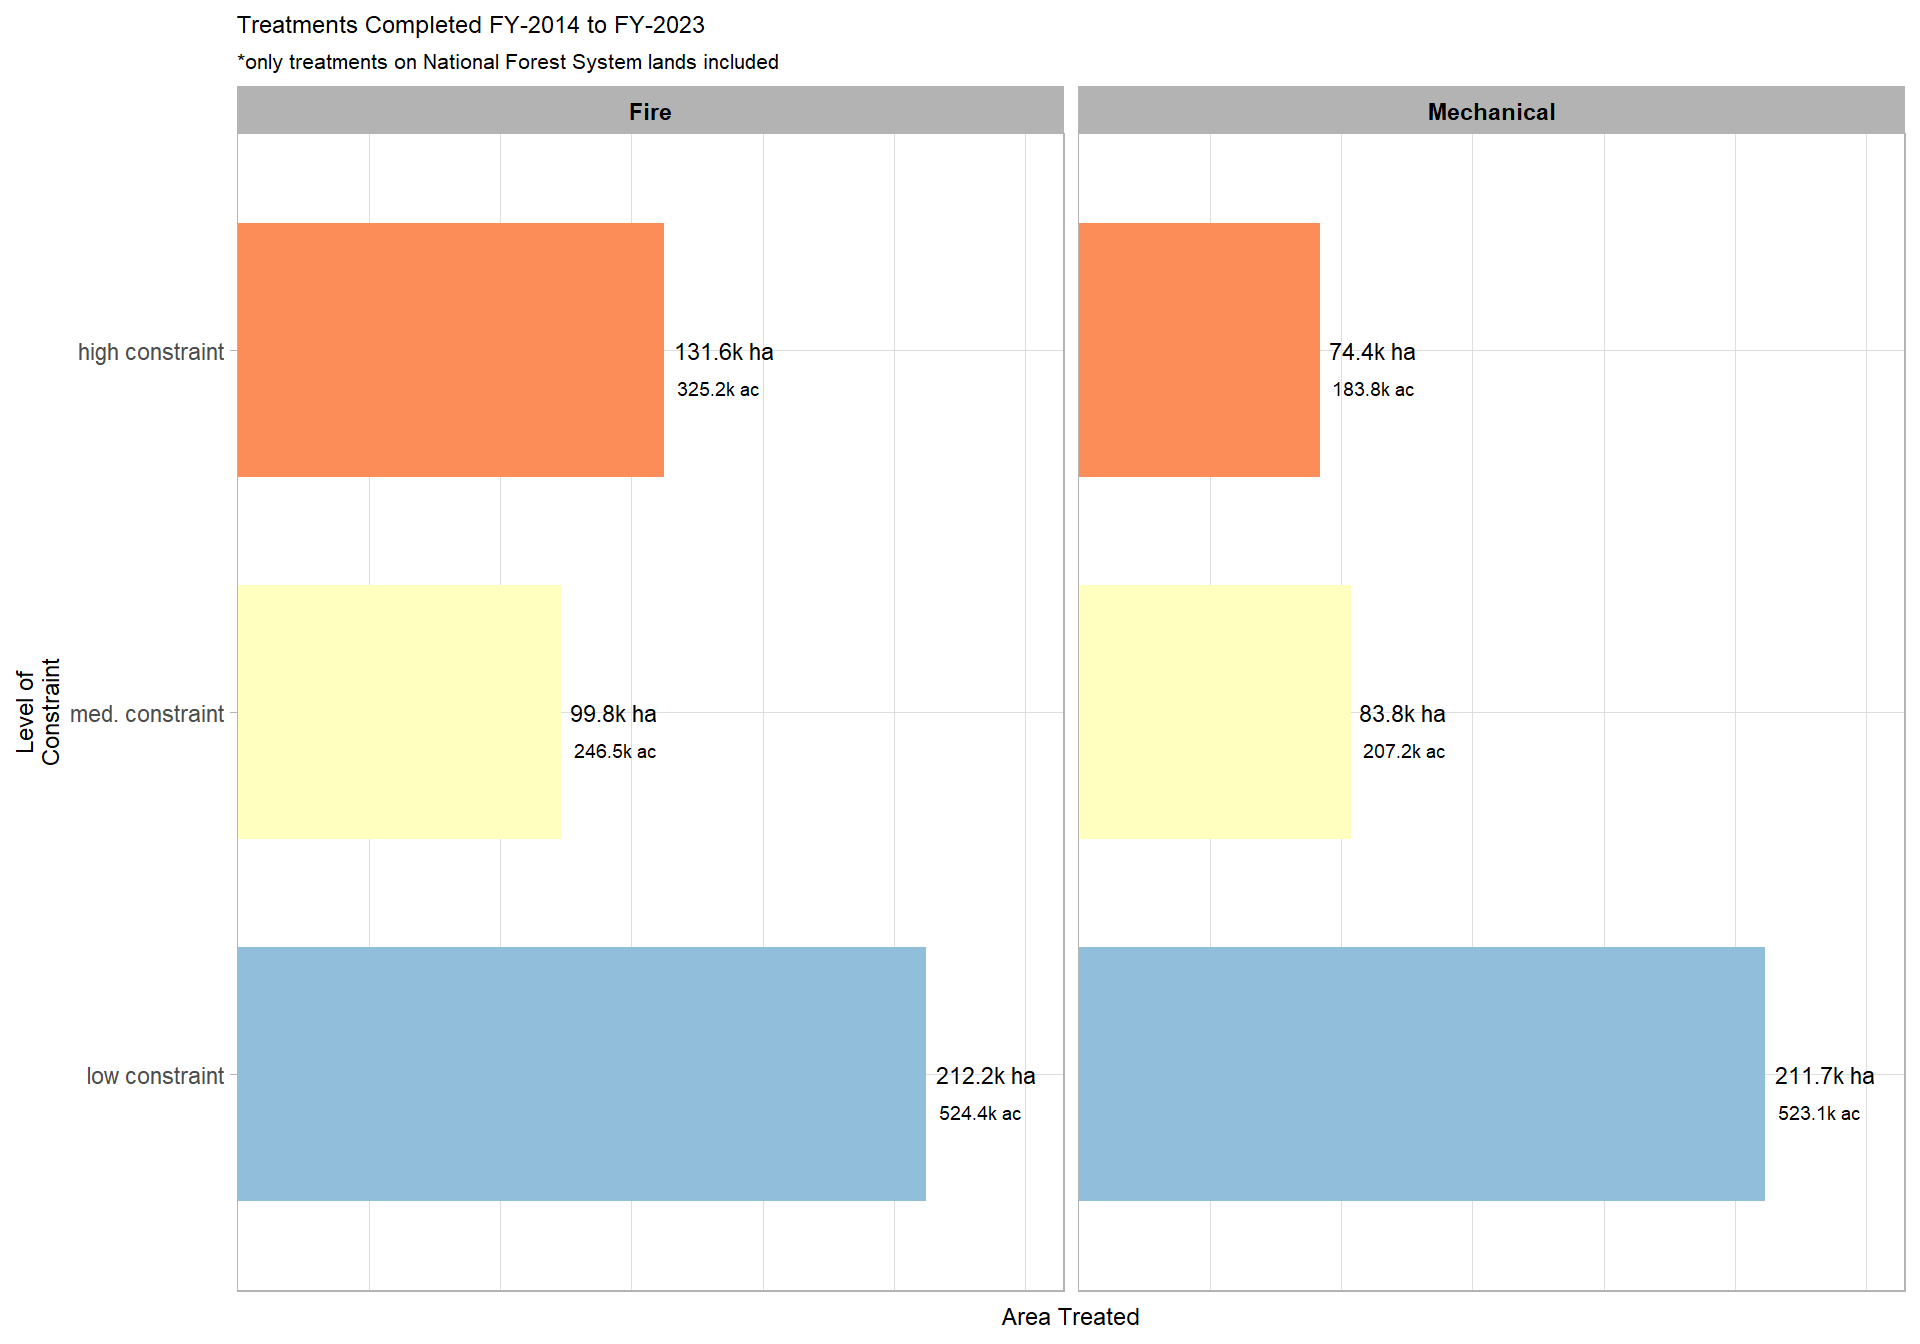 Treatments Completed FY-2014 to FY-2023
*only treatments on National Forest System lands included
Fire
Mechanical
Level of
Constraint
high constraint
131.6k ha
325.2k ac
74.4k ha
183.8k ac
med. constraint
99.8k ha
246.5k ac
83.8k ha
207.2k ac
low constraint
212.2k ha
524.4k ac
211.7k ha
523.1k ac
Area Treated